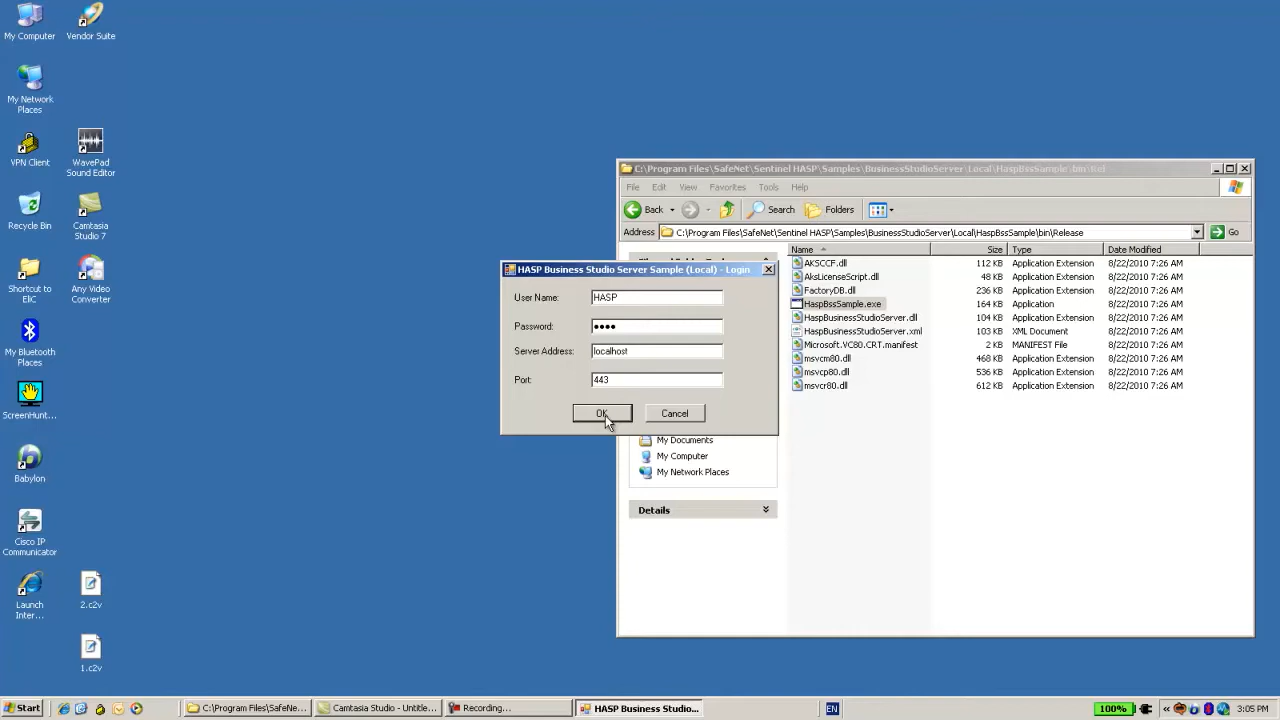 My Computer
Vendor Suite
My Network
Places
VPN Client
WavePad
Sound Editor
Recycle Bin
Camtasia
Studio 7
Shortcut to
EliC
Any Video
Converter
My Bluetooth
Places
ScreenHunt...
Babylon
Cisco IP
Communicator
Launch
Inter...
2.c2v
1.c2v
C:\Program Files\SafeNet\Sentinel HASP\Samples\BusinessStudioServer\Local\HaspBssSample\bin\Rel
File Edit View Favorites Tools Help
Back Search Folders
Address C:\Program Files\SafeNet\Sentinel HASP\Samples\BusinessStudioServer\Local\HaspBssSample\bin\Release Go
Name Size Type Date Modified
AKSCCF.dll 112 KB Application Extension 8/22/2010 7:26 AM
AksLicenseScript.dll 48 KB Application Extension 8/22/2010 7:26 AM
FactoryDB.dll 236 KB Application Extension 8/22/2010 7:26 AM
HaspBssSample.exe 164 KB Application 8/22/2010 7:26 AM
HaspBusinessStudioServer.dll 104 KB Application Extension 8/22/2010 7:26 AM
HaspBusinessStudioServer.xml 103 KB XML Document 8/22/2010 7:26 AM
Microsoft.VC80.CRT.manifest 2 KB MANIFEST File 8/22/2010 7:26 AM
msvcm80.dll 468 KB Application Extension 8/22/2010 7:26 AM
msvcp80.dll 536 KB Application Extension 8/22/2010 7:26 AM
msvcr80.dll 612 KB Application Extension 8/22/2010 7:26 AM
My Documents
My Computer
My Network Places
Details
HASP Business Studio Server Sample (Local) - Login
User Name: HASP
Password: ●●●●
Server Address: localhost
Port: 443
OK Cancel
Start C:\Program Files\SafeNe... Camtasia Studio - Untitle... Recording... HASP Business Studio... EN 100% « 3:05 PM